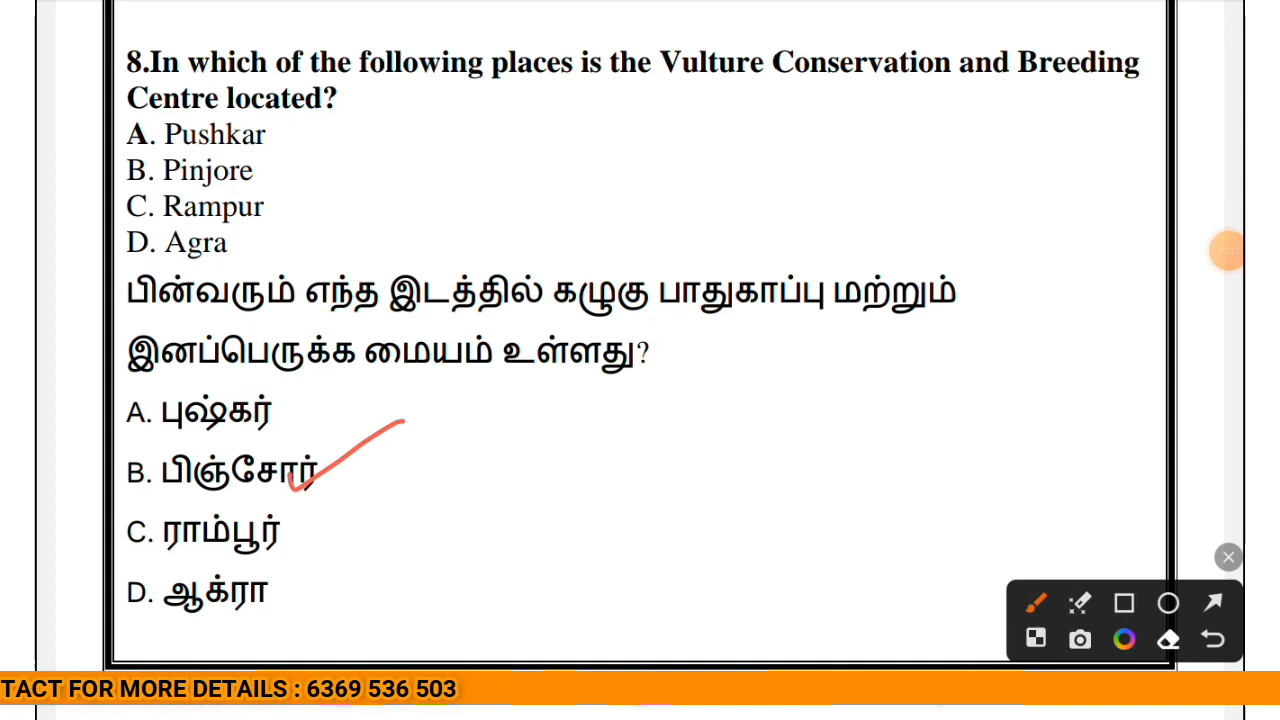 8.In which of the following places is the Vulture Conservation and Breeding
Centre located?
A. Pushkar
B. Pinjore
C. Rampur
D. Agra
பின்வரும் எந்த இடத்தில் கழுகு பாதுகாப்பு மற்றும்
இனப்பெருக்க மையம் உள்ளது?
A. புஷ்கர்
B. பிஞ்சோர்
C. ராம்பூர்
D. ஆக்ரா
TACT FOR MORE DETAILS : 6369 536 503